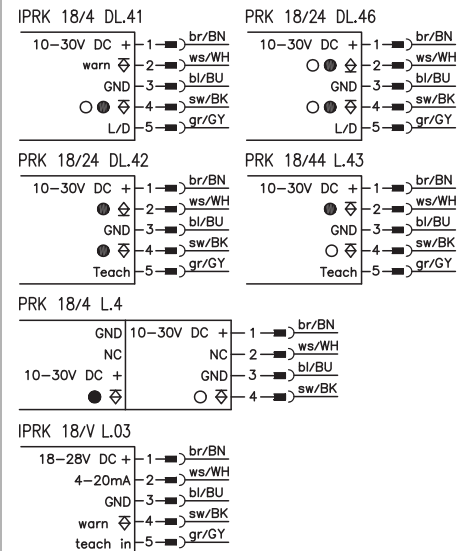 IPRK 18/4 DL.41
10-30V DC + 1 br/BN
warn 2 ws/WH
GND 3 bl/BU
4 sw/BK
L/D 5 gr/GY
PRK 18/24 DL.46
10-30V DC + 1 br/BN
2 ws/WH
GND 3 bl/BU
4 sw/BK
L/D 5 gr/GY
PRK 18/24 DL.42
10-30V DC + 1 br/BN
2 ws/WH
GND 3 bl/BU
4 sw/BK
Teach 5 gr/GY
PRK 18/44 L.43
10-30V DC + 1 br/BN
2 ws/WH
GND 3 bl/BU
4 sw/BK
Teach 5 gr/GY
PRK 18/4 L.4
GND 10-30V DC + 1 br/BN
NC NC 2 ws/WH
10-30V DC + GND 3 bl/BU
4 sw/BK
IPRK 18/V L.03
18-28V DC + 1 br/BN
4-20mA 2 ws/WH
GND 3 bl/BU
warn 4 sw/BK
teach in 5 gr/GY